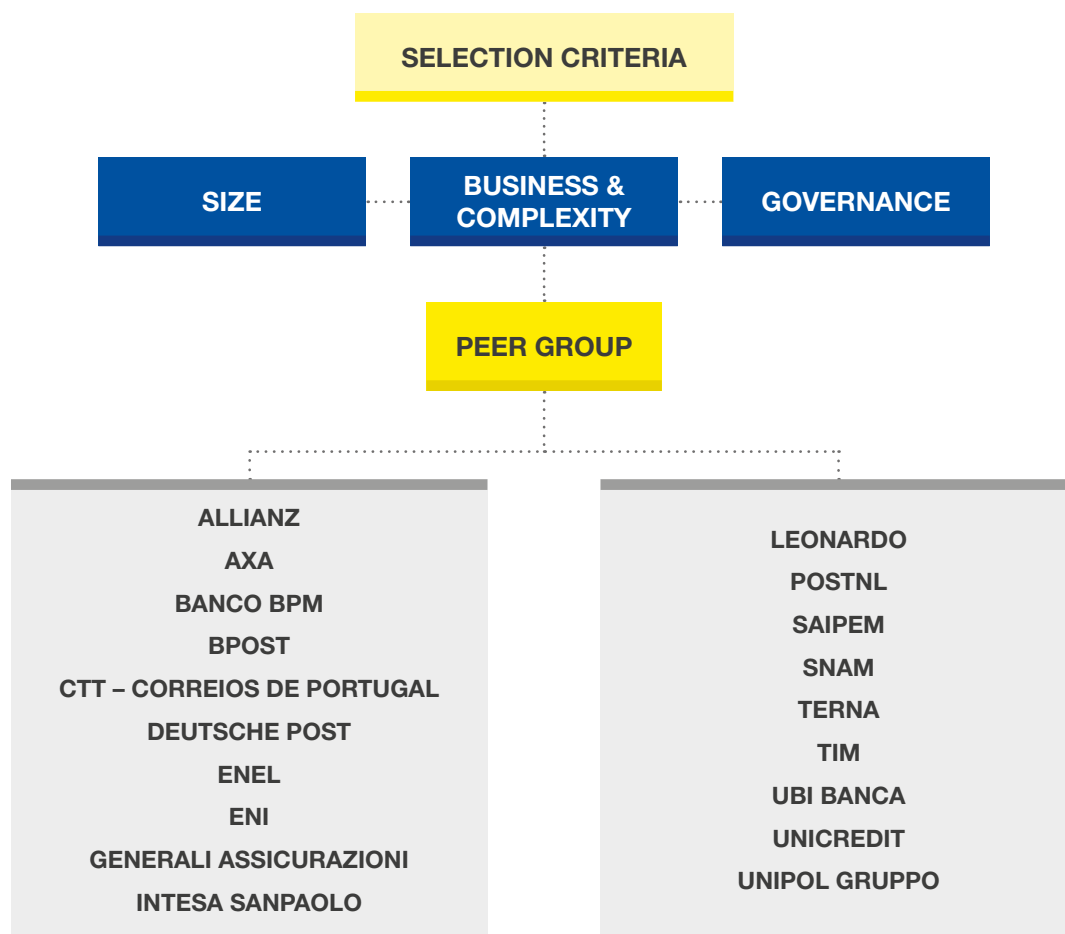 SELECTION CRITERIA
SIZE
BUSINESS &
COMPLEXITY
GOVERNANCE
PEER GROUP
ALLIANZ
AXA
BANCO BPM
BPOST
CTT – CORREIOS DE PORTUGAL
DEUTSCHE POST
ENEL
ENI
GENERALI ASSICURAZIONI
INTESA SANPAOLO
LEONARDO
POSTNL
SAIPEM
SNAM
TERNA
TIM
UBI BANCA
UNICREDIT
UNIPOL GRUPPO